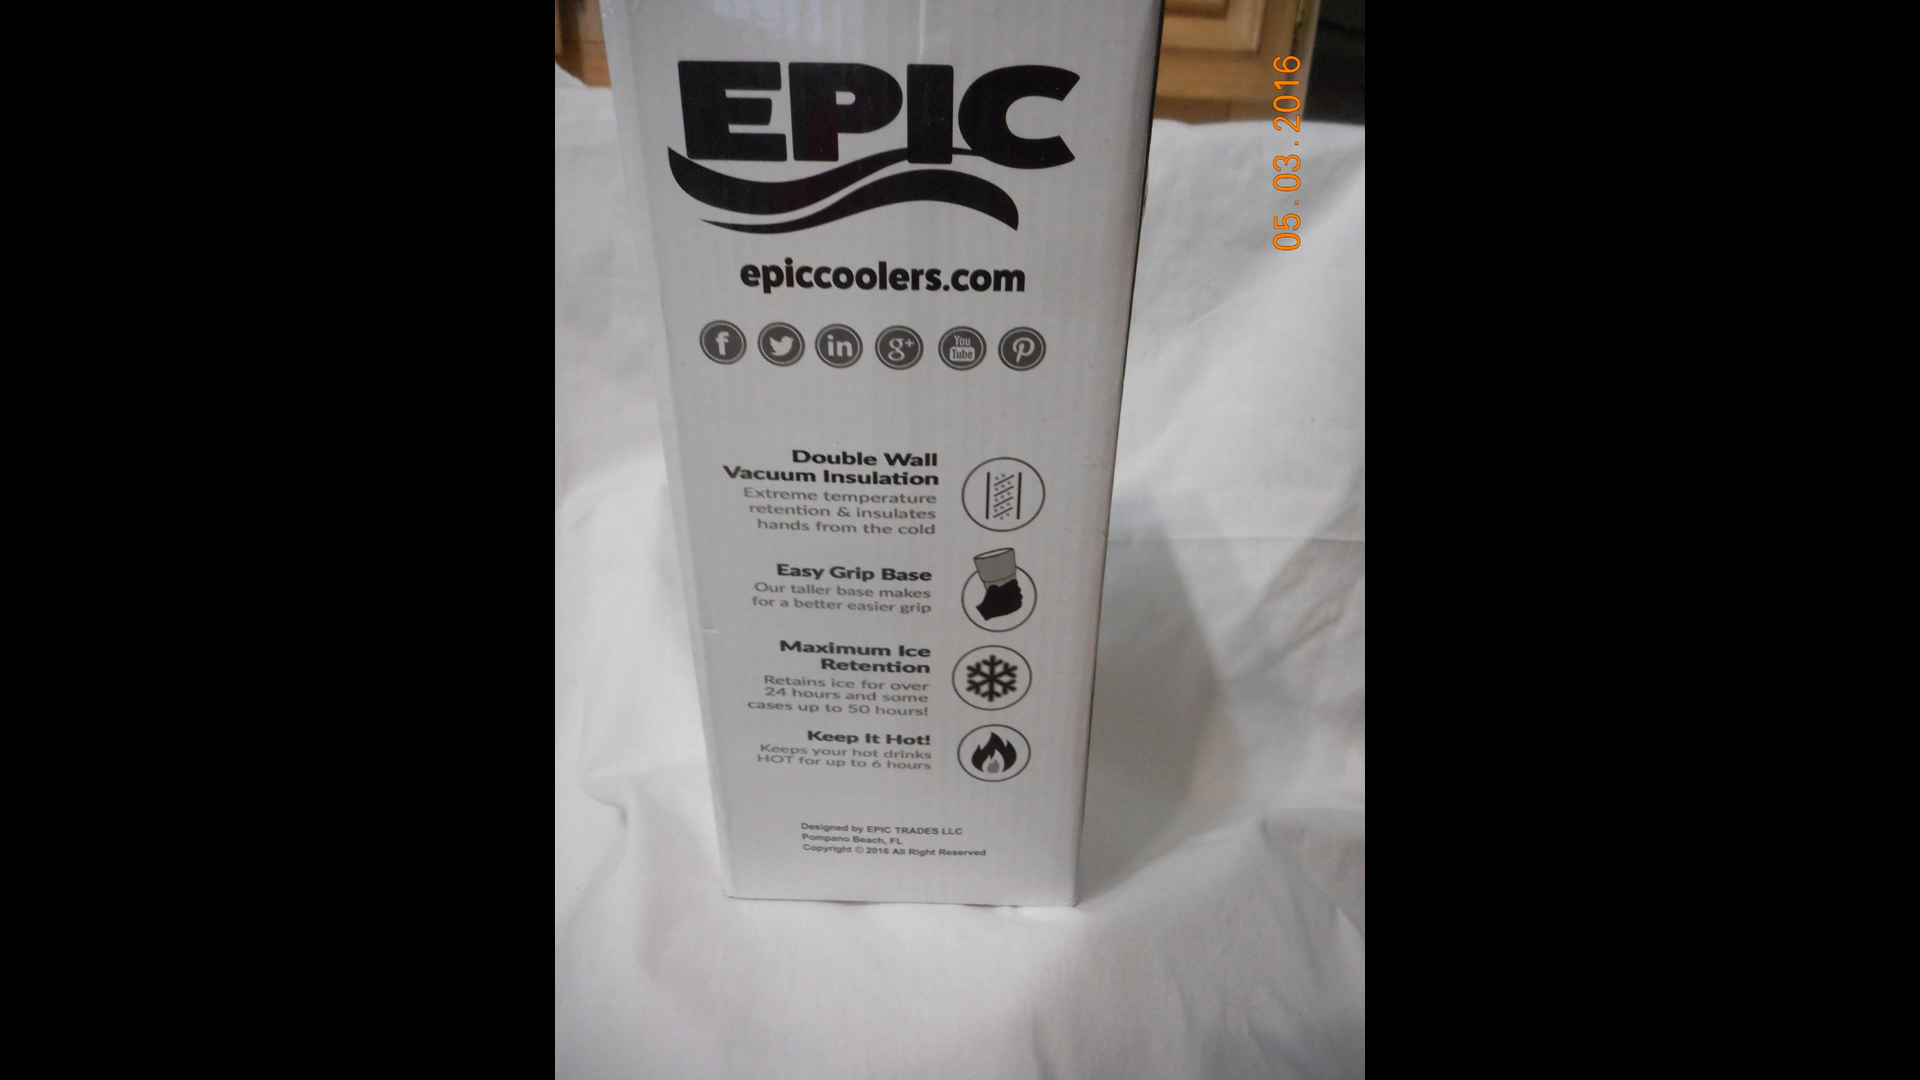 EPIC
epiccoolers.com
f in g+ You Tube P
Double Wall
Vacuum Insulation
Extreme temperature
retention & insulates
hands from the cold
Easy Grip Base
Our taller base makes
for a better easier grip
Maximum Ice
Retention
Retains ice for over
24 hours and some
cases up to 50 hours!
Keep It Hot!
Keeps your hot drinks
HOT for up to 6 hours
Designed by EPIC TRADES LLC
Pompano Beach, FL
Copyright © 2016 All Right Reserved
05.03.2016